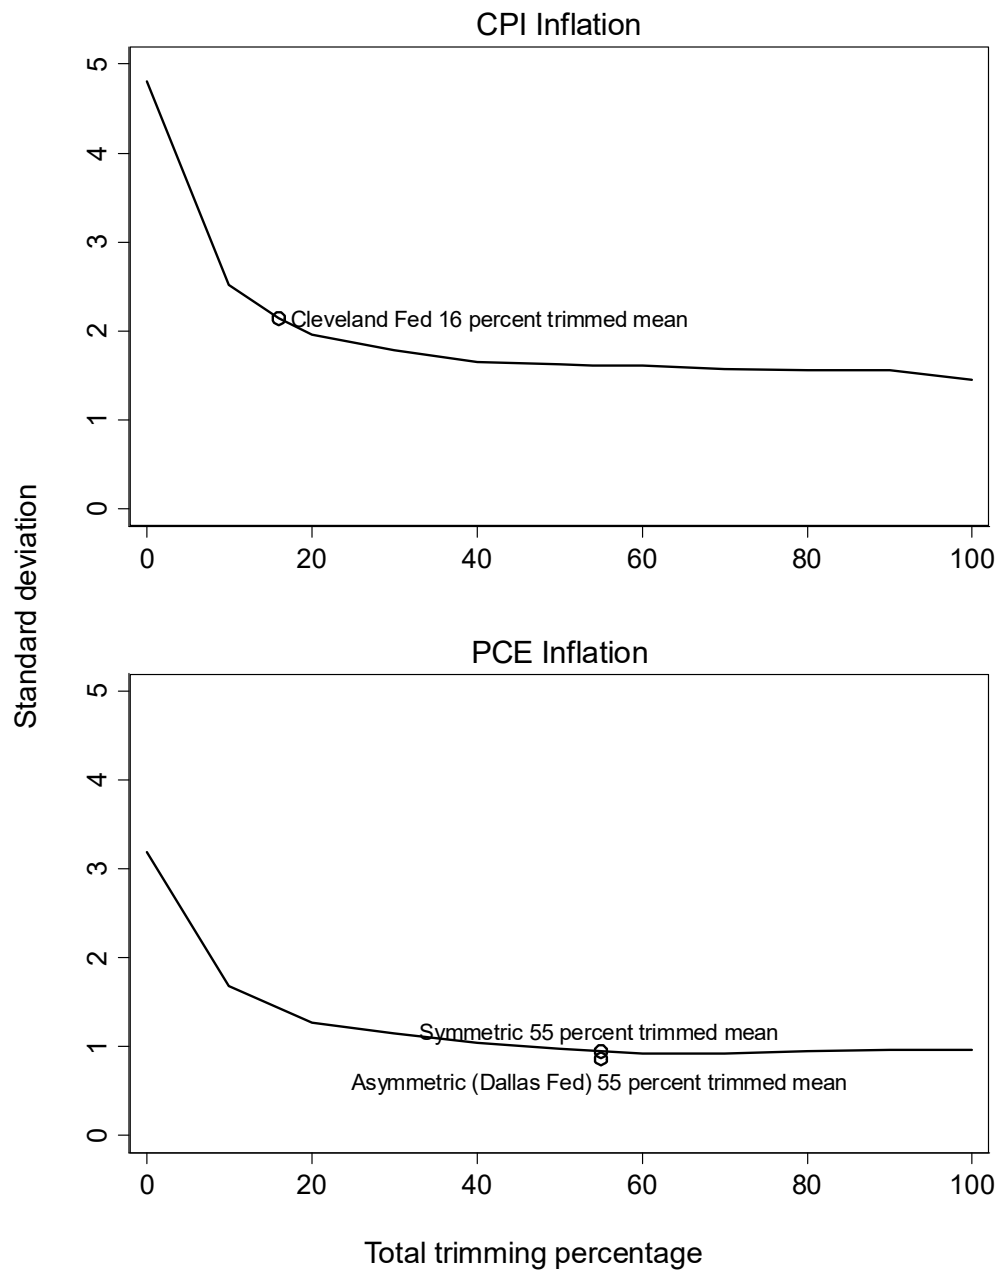 CPI Inflation
5
4
3
2
1
0
Cleveland Fed 16 percent trimmed mean
0 20 40 60 80 100
Standard deviation
PCE Inflation
5
4
3
2
1
0
Symmetric 55 percent trimmed mean
Asymmetric (Dallas Fed) 55 percent trimmed mean
0 20 40 60 80 100
Total trimming percentage